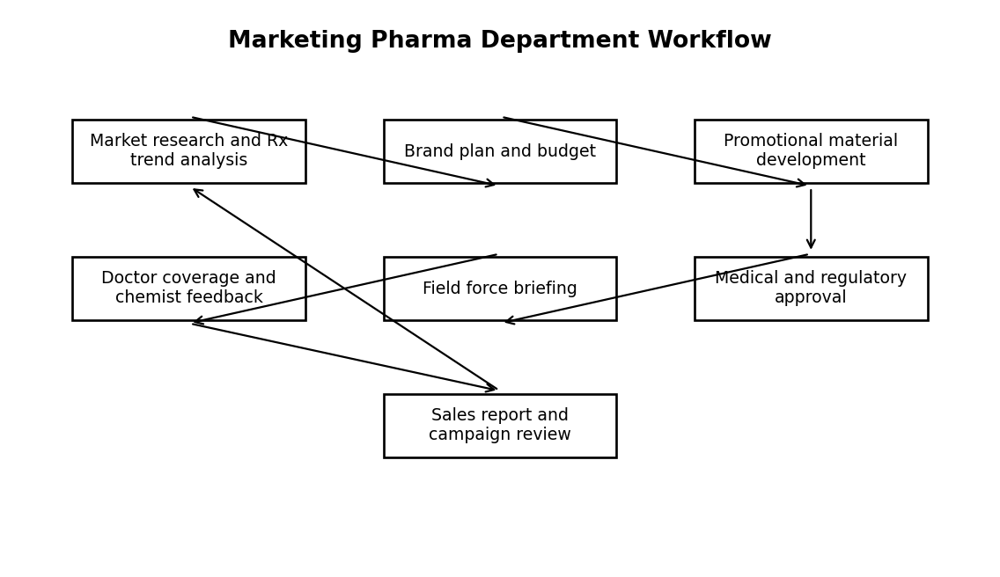 Marketing Pharma Department Workflow
Market research and Rx
trend analysis
Brand plan and budget
Promotional material
development
Doctor coverage and
chemist feedback
Field force briefing
Medical and regulatory
approval
Sales report and
campaign review